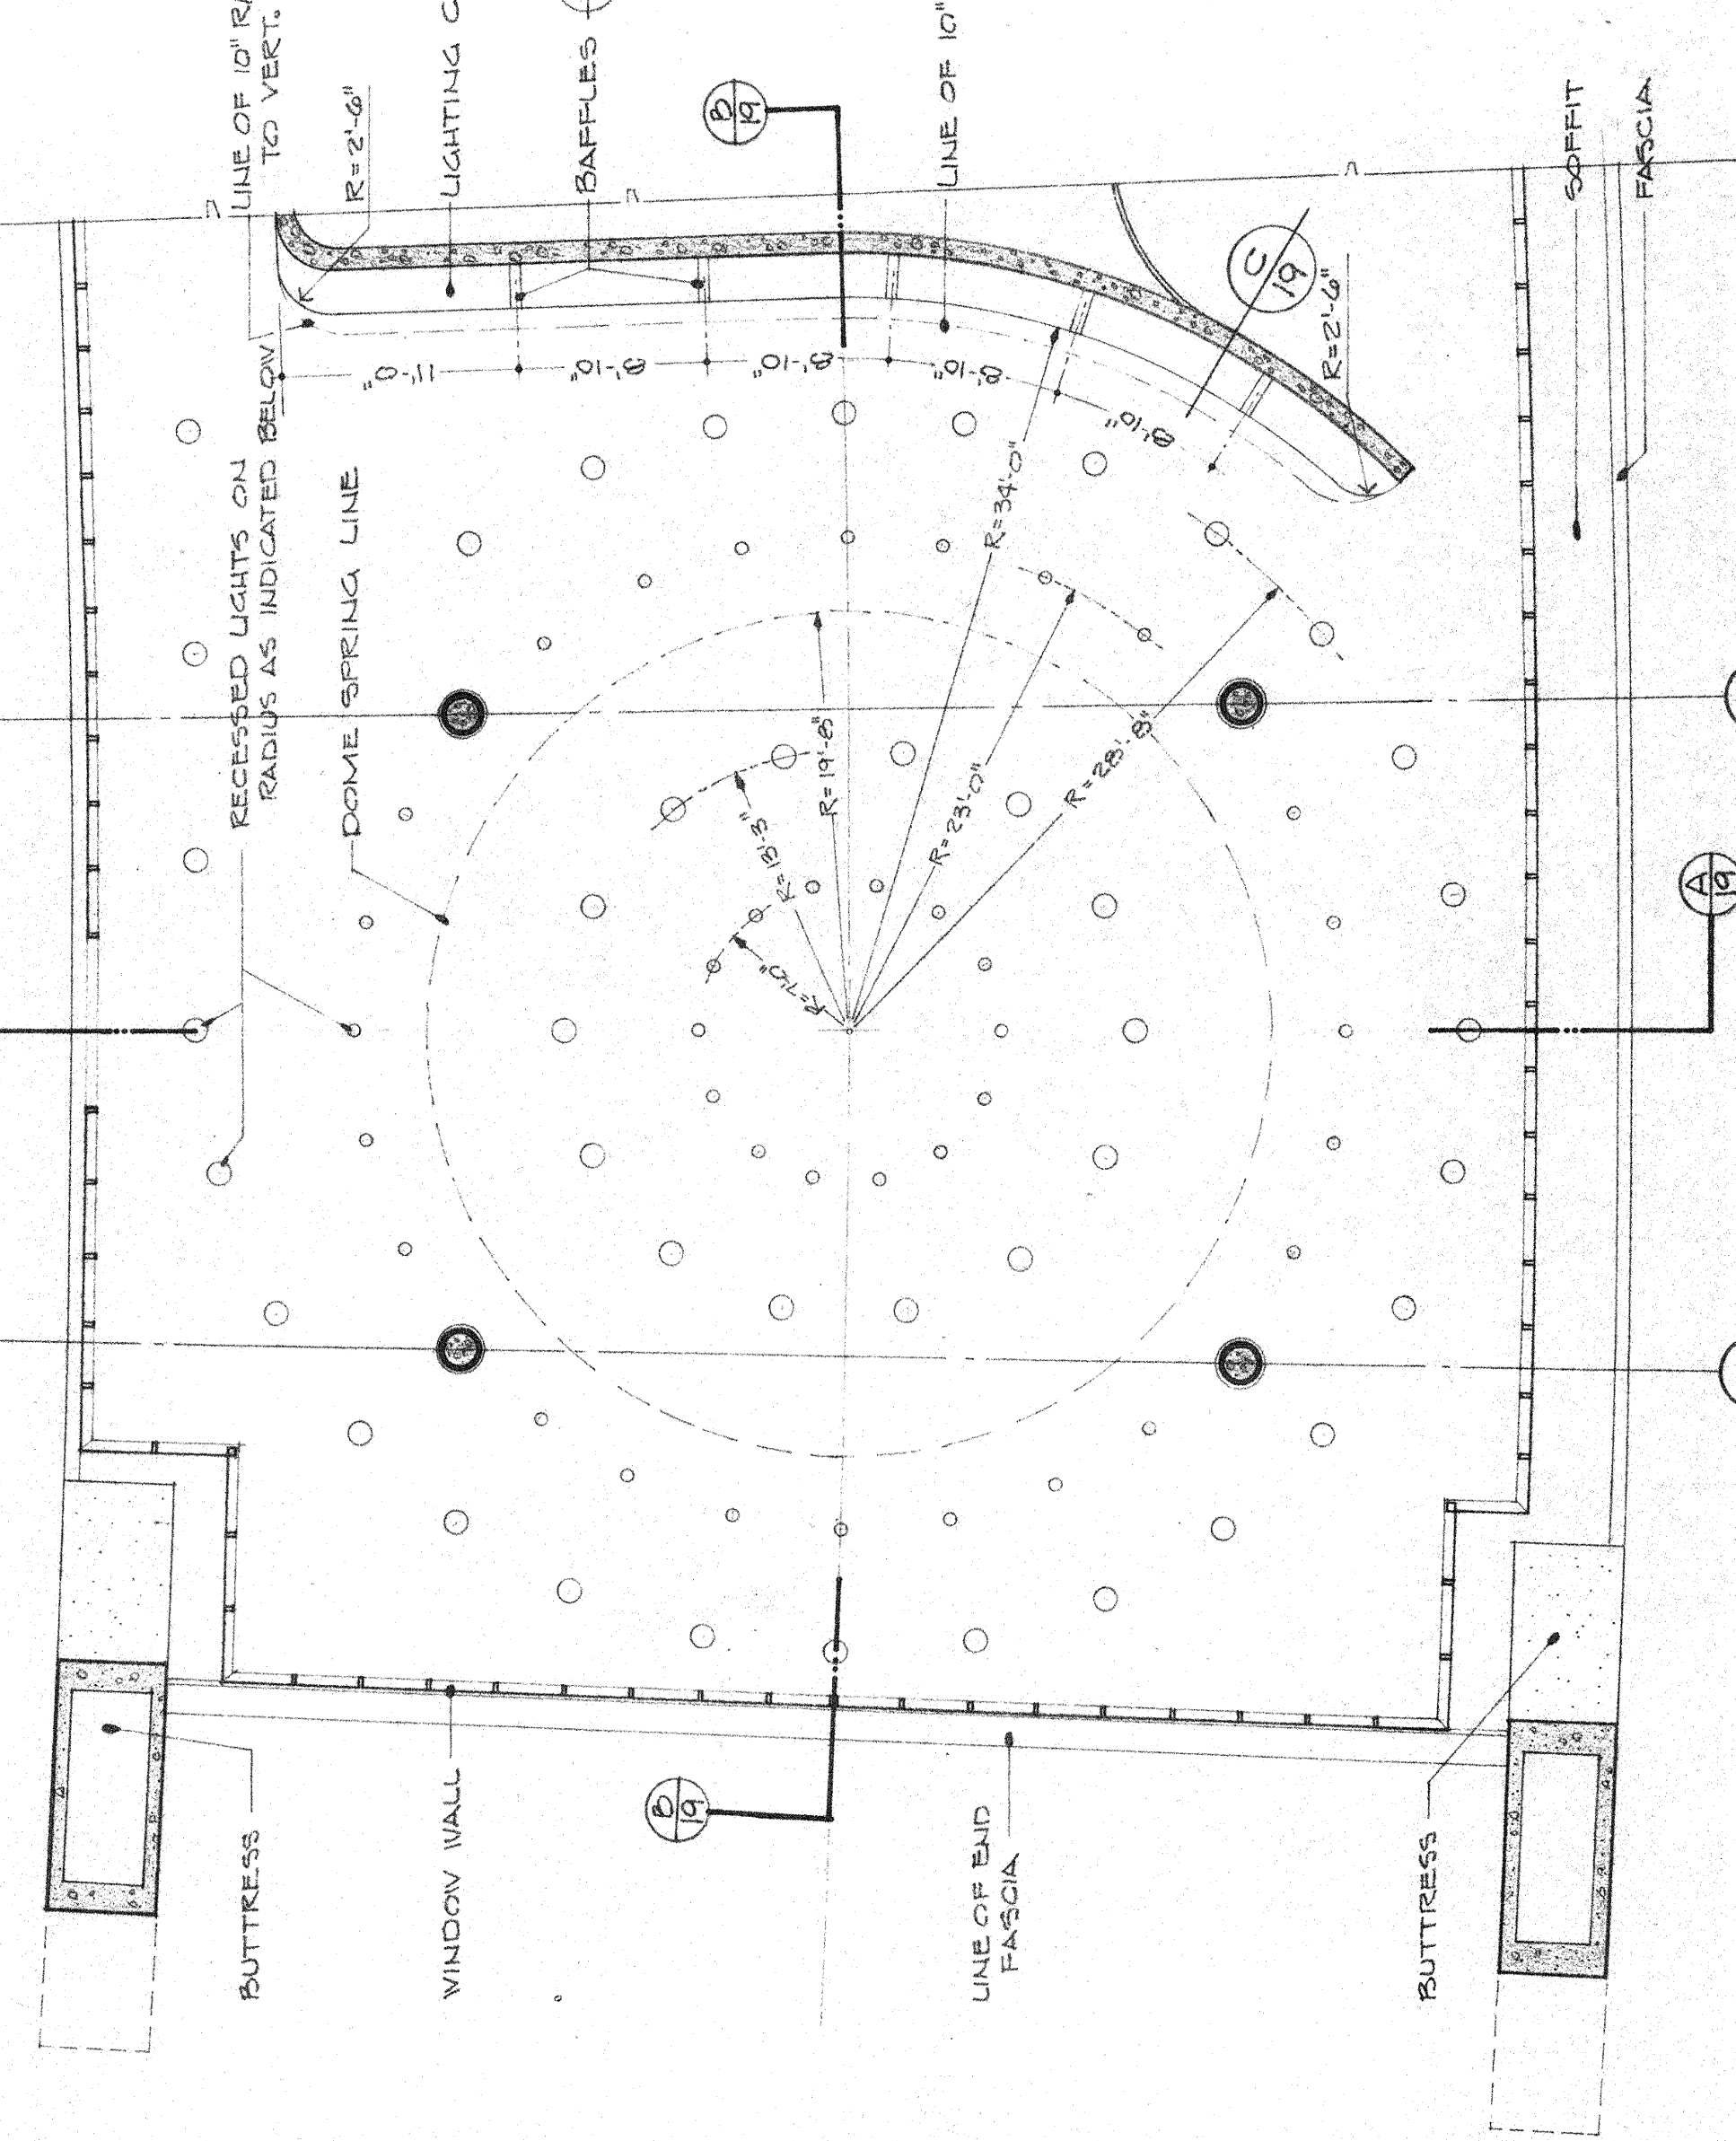 LINE OF 10"
TO VERT.
R=2'-6"
LIGHTING C
BAFFLES
B
19
LINE OF 10"
SOFFIT
FASCIA
C
19
R=2'-6"
RECESSED LIGHTS ON
RADIUS AS INDICATED BELOW
DOME SPRING LINE
11'-0"
8'-10"
8'-10"
8'-10"
8'-10"
R=34'-0"
R=19'-8"
R=13'-3"
R=7'-0"
R=23'-0"
R=28'-8"
A
19
BUTTRESS
WINDOW WALL
B
19
LINE OF END
FASCIA
BUTTRESS